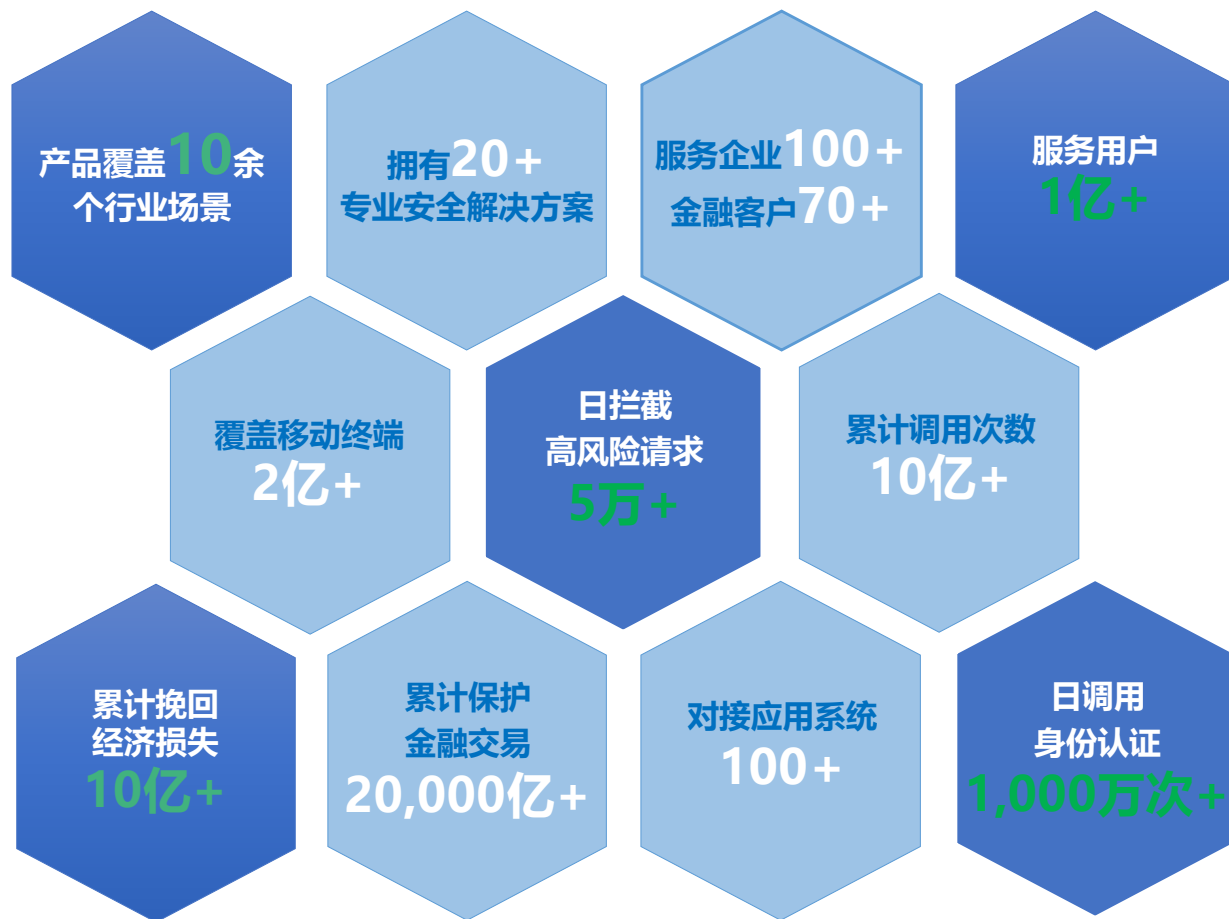 产品覆盖10余
个行业场景
拥有20+
专业安全解决方案
服务企业100+
金融客户70+
服务用户
1亿+
覆盖移动终端
2亿+
日拦截
高风险请求
5万+
累计调用次数
10亿+
累计挽回
经济损失
10亿+
累计保护
金融交易
20,000亿+
对接应用系统
100+
日调用
身份认证
1,000万次+